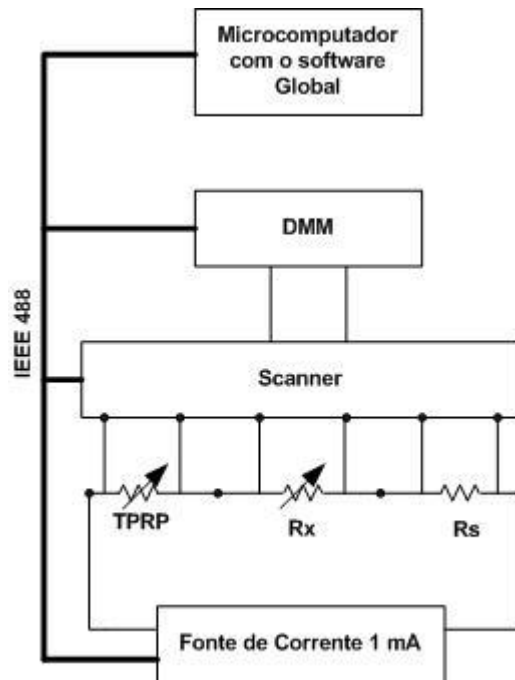 Microcomputador
com o software
Global
DMM
IEEE 488
Scanner
TPRP
Rx
Rs
Fonte de Corrente 1 mA